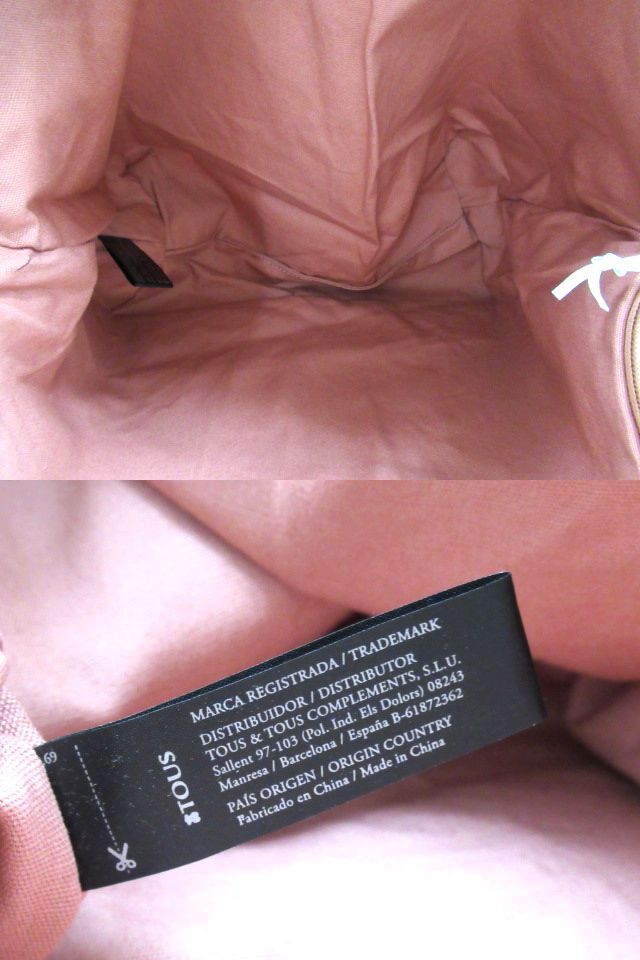 MARCA REGISTRADA / TRADEMARK
DISTRIBUIDOR / DISTRIBUTOR
TOUS & TOUS COMPLEMENTS, S.L.U.
Sallent 97-103 (Pol. Ind. Els Dolors) 08243
Manresa / Barcelona / España B-61872362
PAÍS ORIGEN / ORIGIN COUNTRY
Fabricado en China / Made in China
TOUS
69